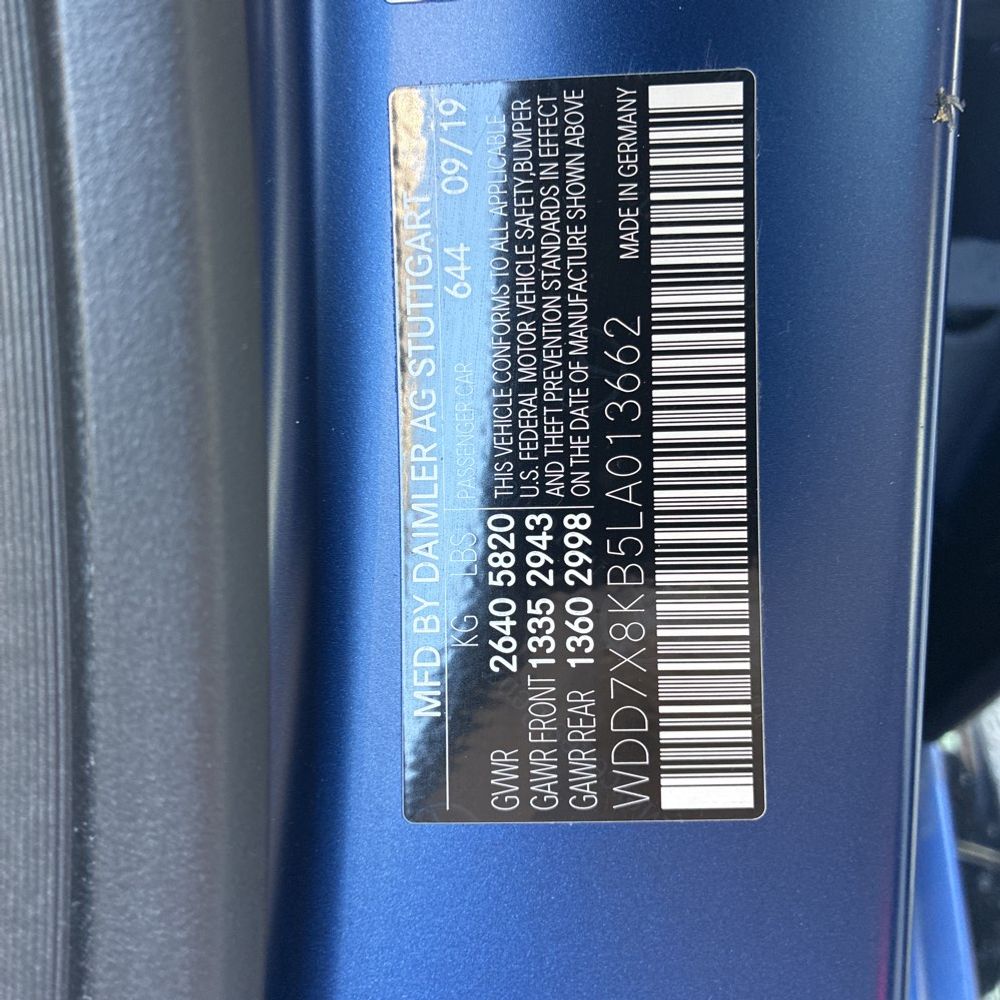 MFD BY DAIMLER AG STUTTGART
KG LBS PASSENGER CAR 644 09/19
GVWR 2640 5820 THIS VEHICLE CONFORMS TO ALL APPLICABLE
GAWR FRONT 1335 2943 U.S. FEDERAL MOTOR VEHICLE SAFETY,BUMPER
AND THEFT PREVENTION STANDARDS IN EFFECT
GAWR REAR 1360 2998 ON THE DATE OF MANUFACTURE SHOWN ABOVE
WDD7X8KB5LA013662 MADE IN GERMANY